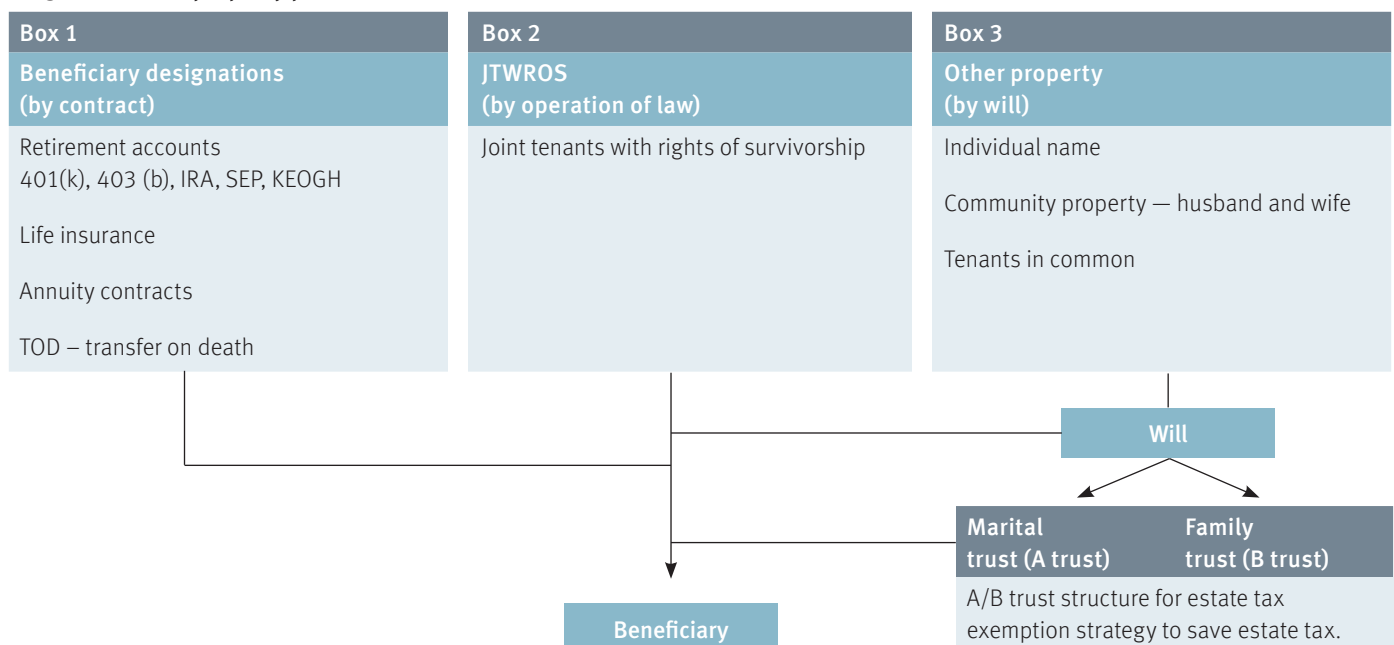 Box 1
Beneficiary designations
(by contract)
Retirement accounts
401(k), 403 (b), IRA, SEP, KEOGH
Life insurance
Annuity contracts
TOD – transfer on death
Box 2
JTWROS
(by operation of law)
Joint tenants with rights of survivorship
Box 3
Other property
(by will)
Individual name
Community property — husband and wife
Tenants in common
Will
Marital
trust (A trust)
Family
trust (B trust)
A/B trust structure for estate tax
exemption strategy to save estate tax.
Beneficiary